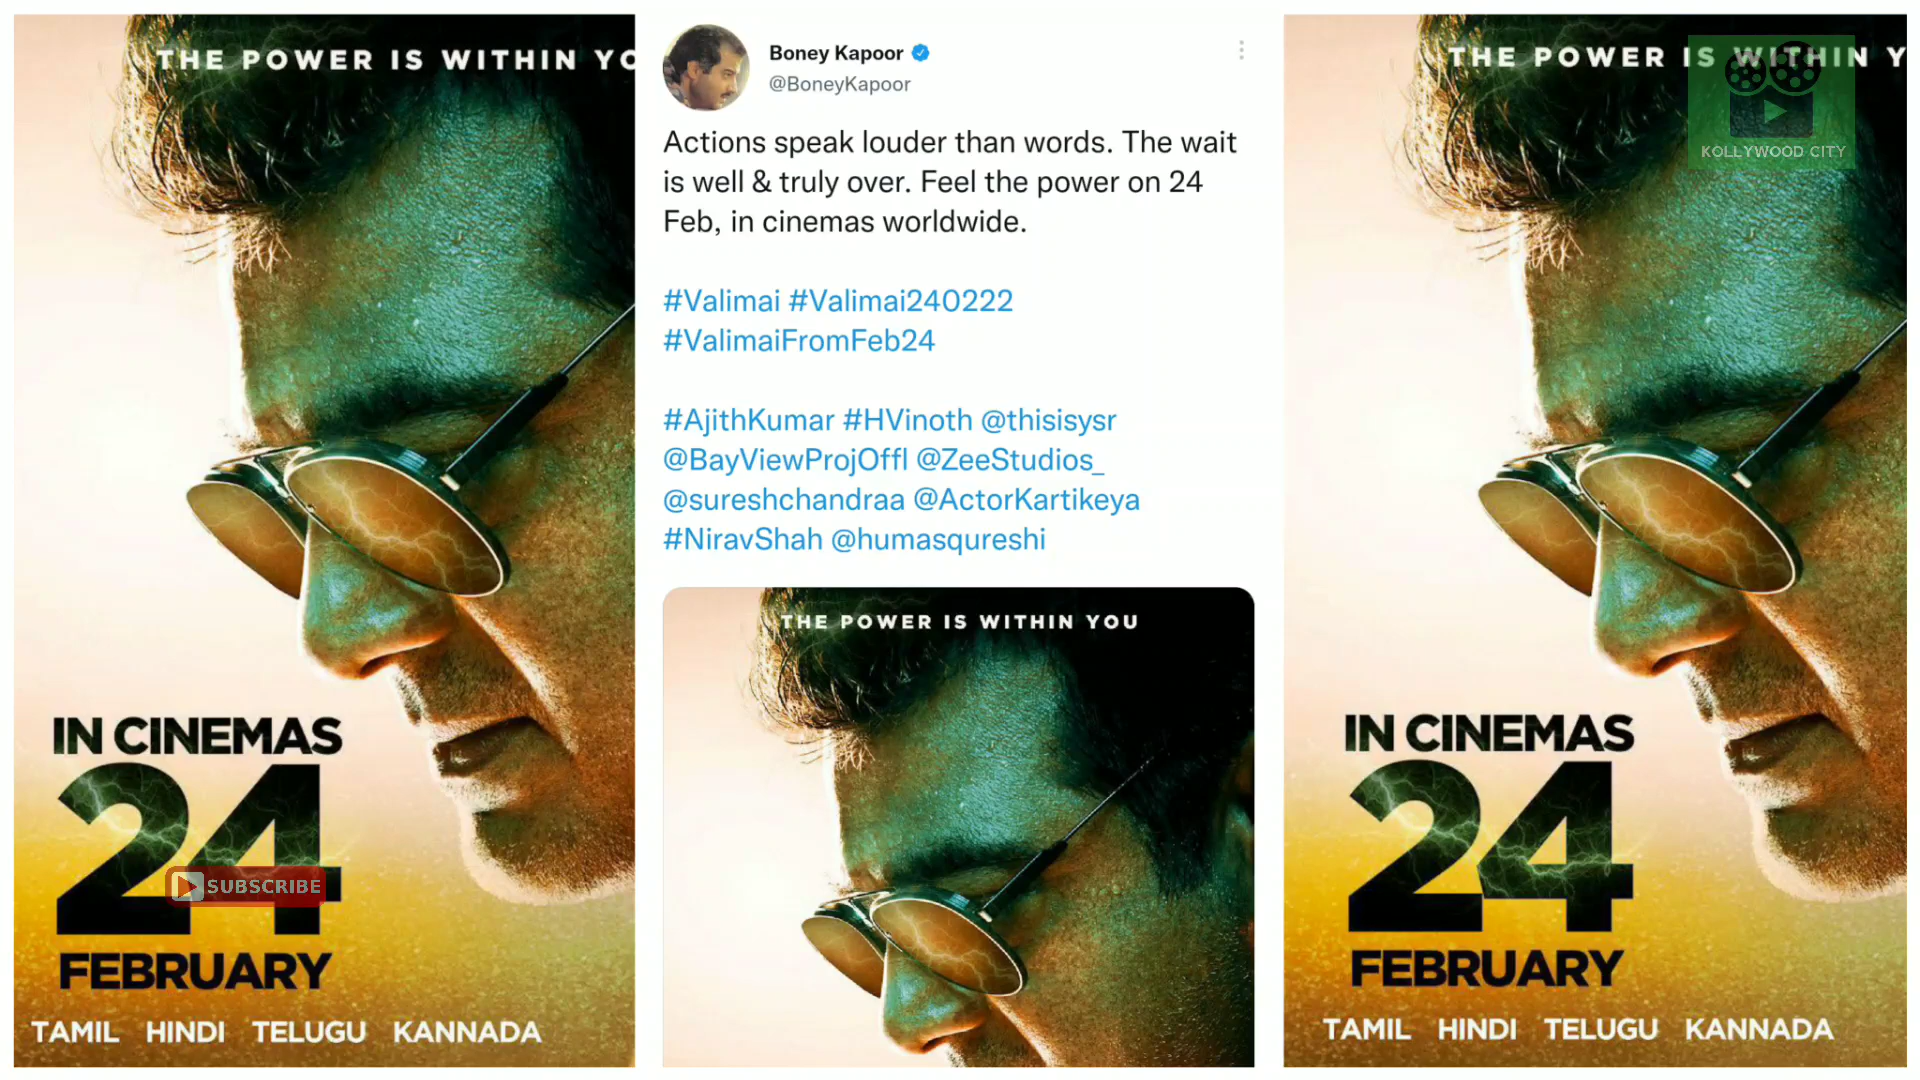 THE POWER IS WITHIN YO
IN CINEMAS
24
SUBSCRIBE
FEBRUARY
TAMIL HINDI TELUGU KANNADA
Boney Kapoor
@BoneyKapoor
Actions speak louder than words. The wait
is well & truly over. Feel the power on 24
Feb, in cinemas worldwide.
#Valimai #Valimai240222
#ValimaiFromFeb24
#AjithKumar #HVinoth @thisisysr
@BayViewProjOffl @ZeeStudios_
@sureshchandraa @ActorKartikeya
#NiravShah @humasqureshi
THE POWER IS WITHIN YOU
THE POWER IS WITHIN Y
KOLLYWOOD CITY
IN CINEMAS
24
FEBRUARY
TAMIL HINDI TELUGU KANNADA